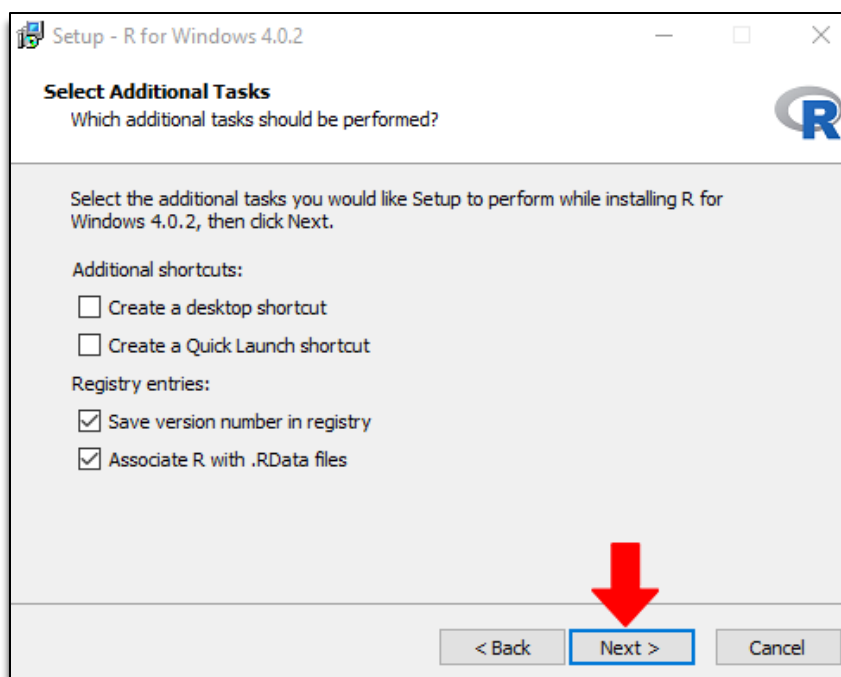 Setup - R for Windows 4.0.2
Select Additional Tasks
Which additional tasks should be performed?
R
Select the additional tasks you would like Setup to perform while installing R for
Windows 4.0.2, then click Next.
Additional shortcuts:
Create a desktop shortcut
Create a Quick Launch shortcut
Registry entries:
Save version number in registry
Associate R with .RData files
< Back
Next >
Cancel